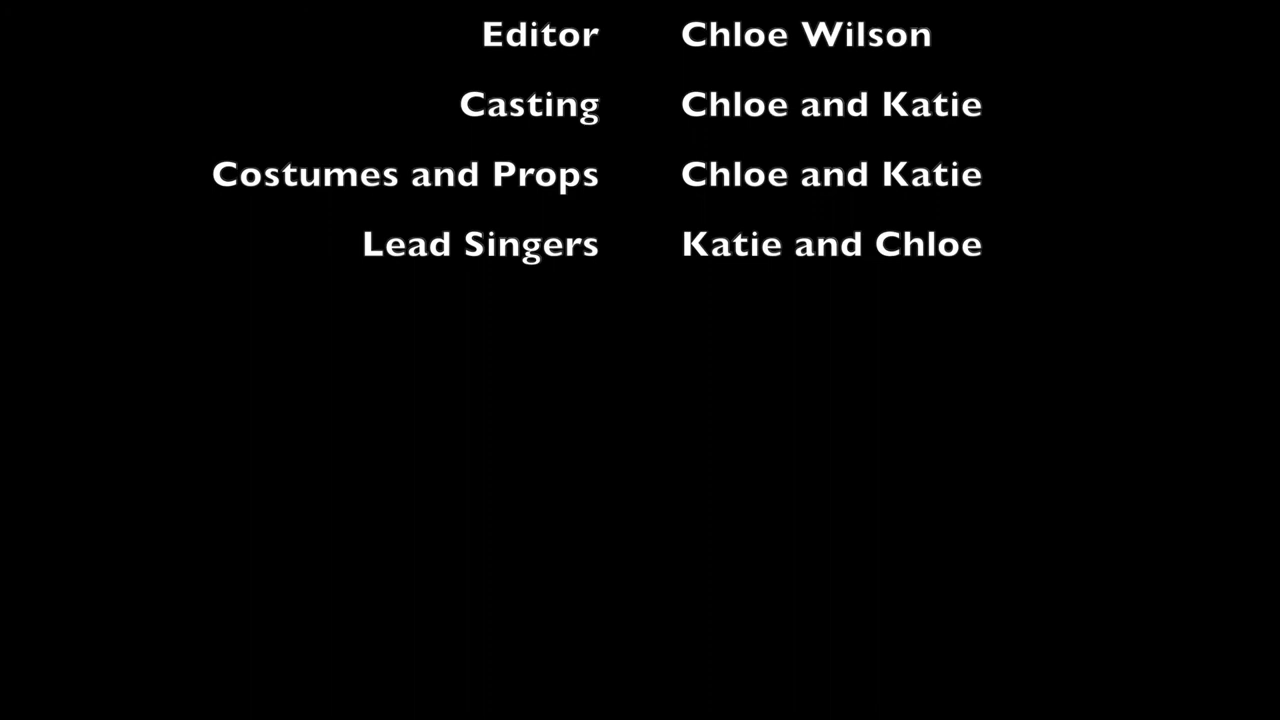 Editor Chloe Wilson
Casting Chloe and Katie
Costumes and Props Chloe and Katie
Lead Singers Katie and Chloe